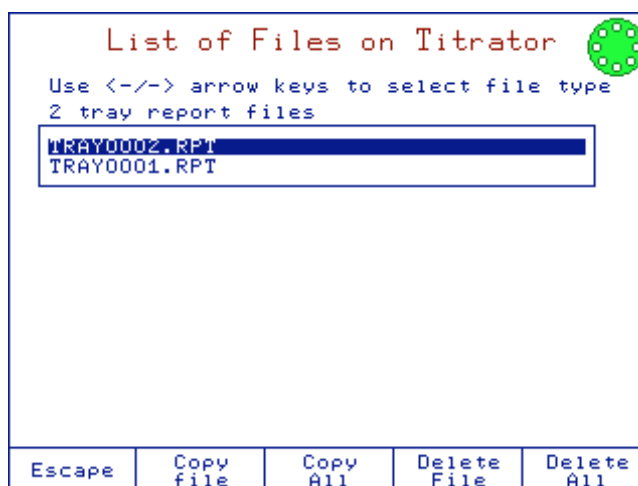 List of Files on Titrator
Use <-/-> arrow keys to select file type
2 tray report files
TRAY0002.RPT
TRAY0001.RPT
Escape
Copy
file
Copy
All
Delete
File
Delete
All